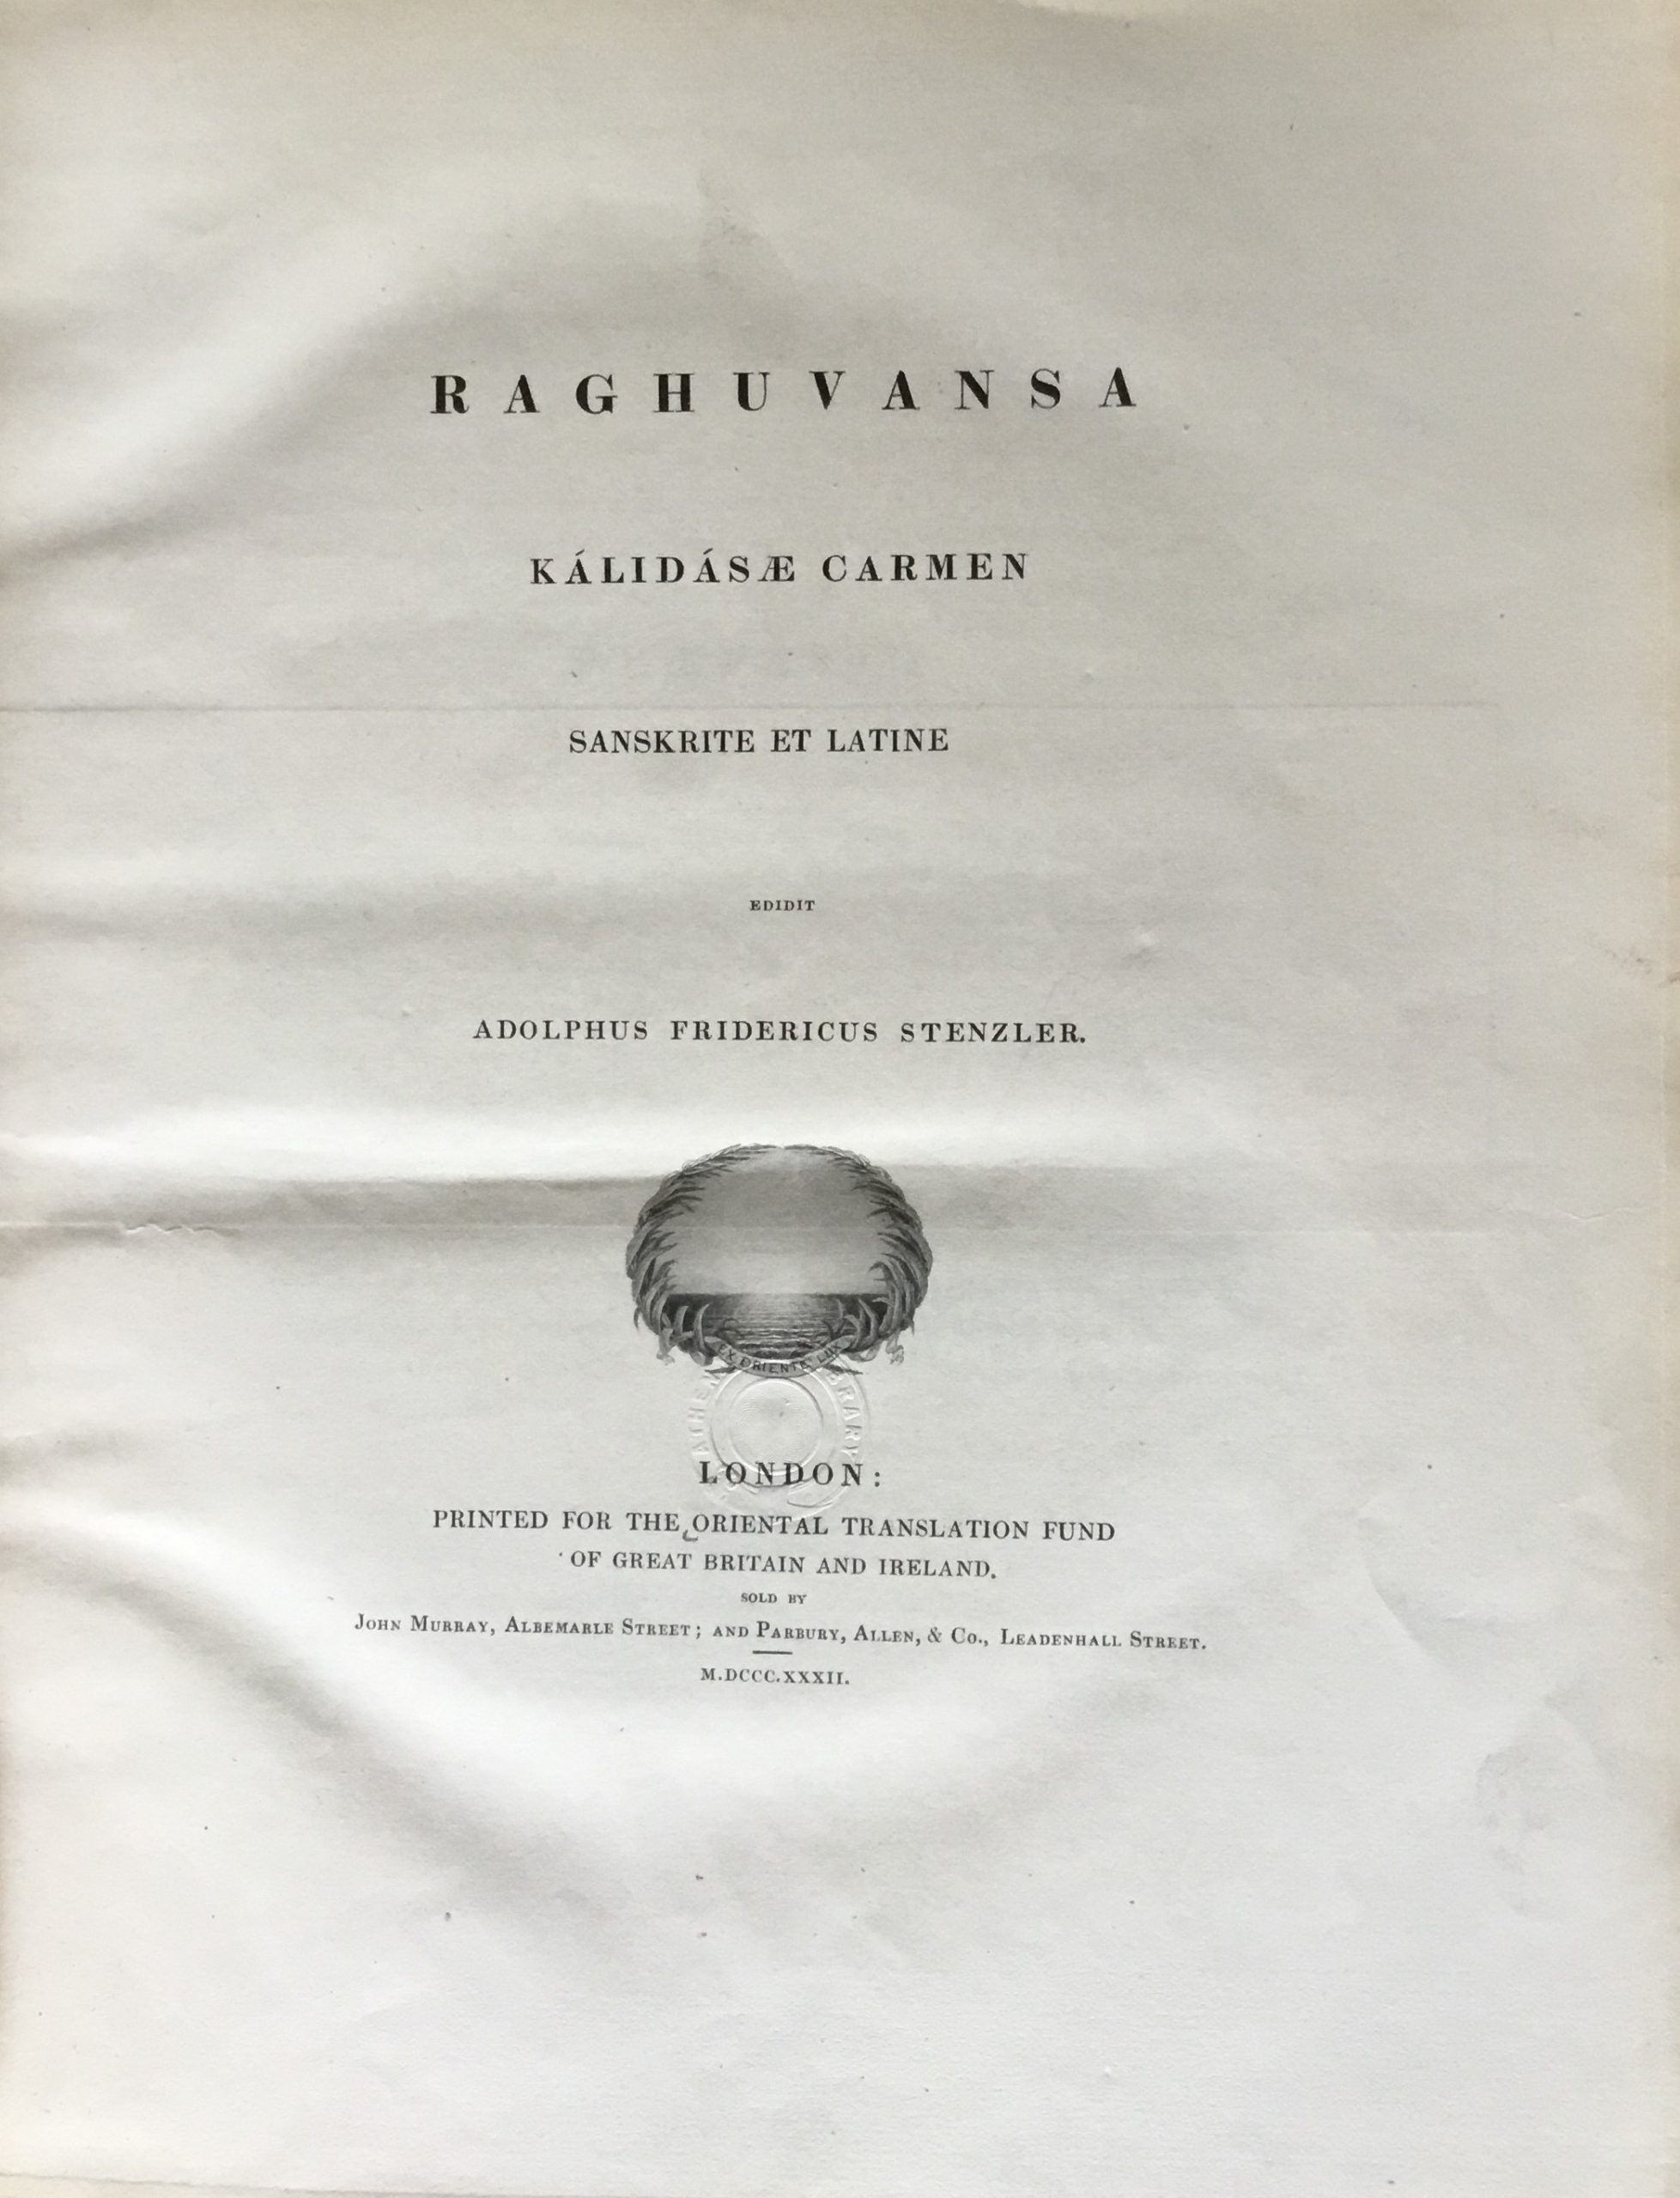 RAGHUVANSA
KÁLIDÁSÆ CARMEN
SANSKRITE ET LATINE
EDIDIT
ADOLPHUS FRIDERICUS STENZLER.
EX ORIENTE LUX
LONDON:
PRINTED FOR THE ORIENTAL TRANSLATION FUND
OF GREAT BRITAIN AND IRELAND.
SOLD BY
JOHN MURRAY, ALBEMARLE STREET; AND PARBURY, ALLEN, & CO., LEADENHALL STREET.
M.DCCC.XXXII.